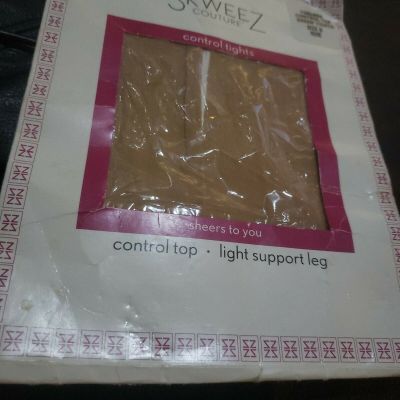 SKWEEZ
COUTURE
control tights
sheers to you
control top · light support leg